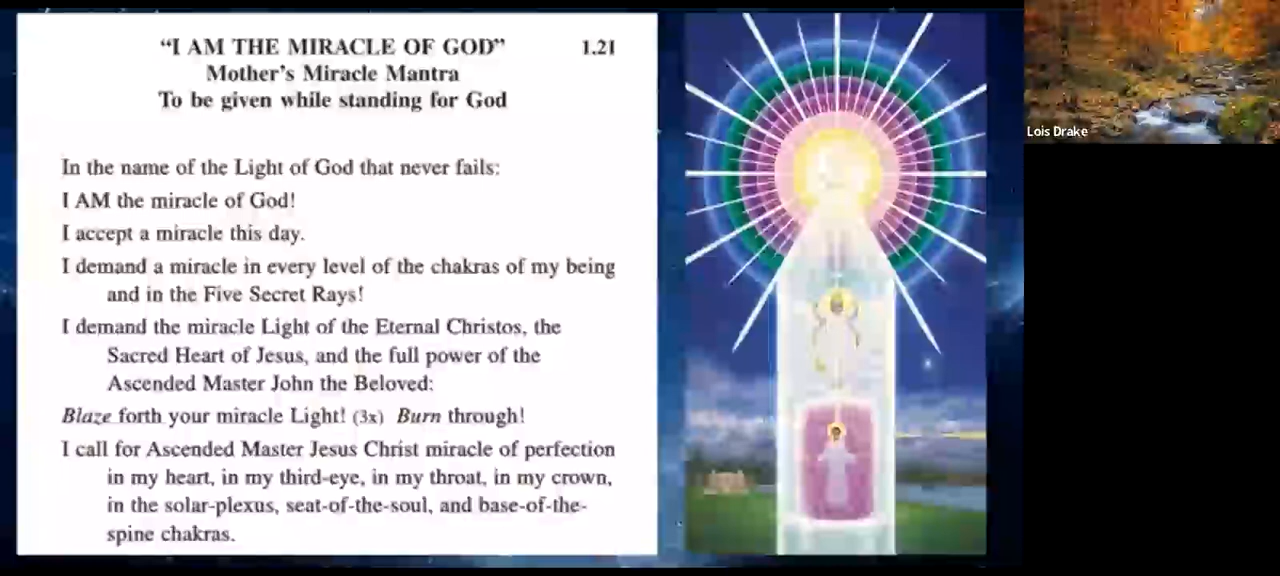 “I AM THE MIRACLE OF GOD” 1.21
Mother’s Miracle Mantra
To be given while standing for God
In the name of the Light of God that never fails:
I AM the miracle of God!
I accept a miracle this day.
I demand a miracle in every level of the chakras of my being
and in the Five Secret Rays!
I demand the miracle Light of the Eternal Christos, the
Sacred Heart of Jesus, and the full power of the
Ascended Master John the Beloved:
Blaze forth your miracle Light! (3x) Burn through!
I call for Ascended Master Jesus Christ miracle of perfection
in my heart, in my third-eye, in my throat, in my crown,
in the solar-plexus, seat-of-the-soul, and base-of-the-
spine chakras.
Lois Drake